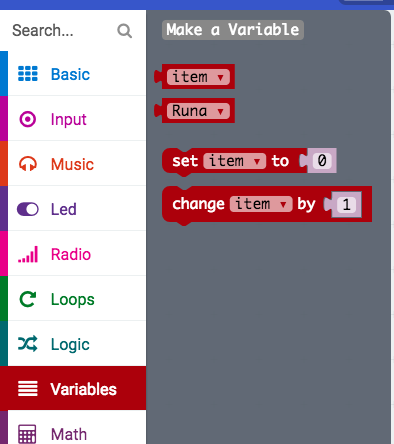 Search...
Basic
Input
Music
Led
Radio
Loops
Logic
Variables
Math
Make a Variable
item
Runa
set item to 0
change item by 1